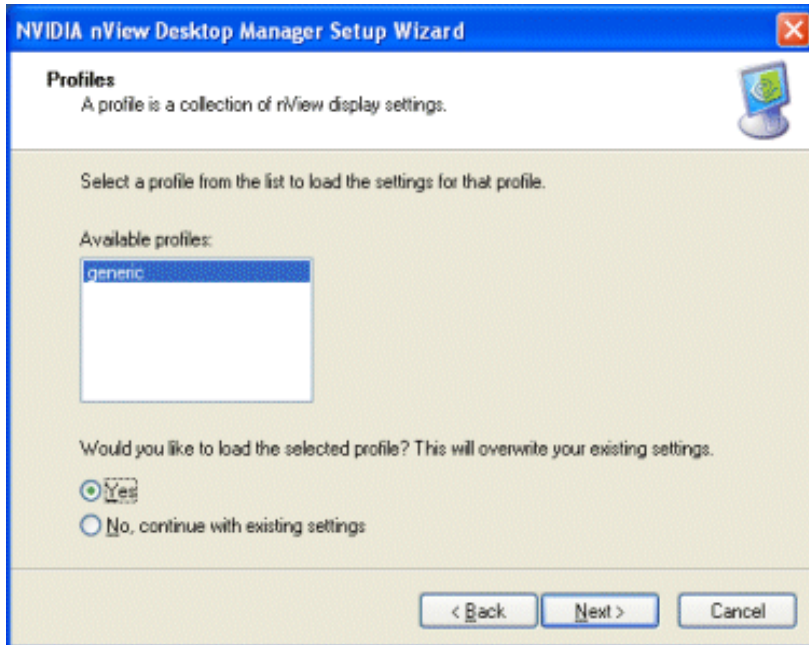 NVIDIA nView Desktop Manager Setup Wizard
Profiles
A profile is a collection of nView display settings.
Select a profile from the list to load the settings for that profile.
Available profiles:
generic
Would you like to load the selected profile? This will overwrite your existing settings.
Yes
No, continue with existing settings
< Back
Next >
Cancel